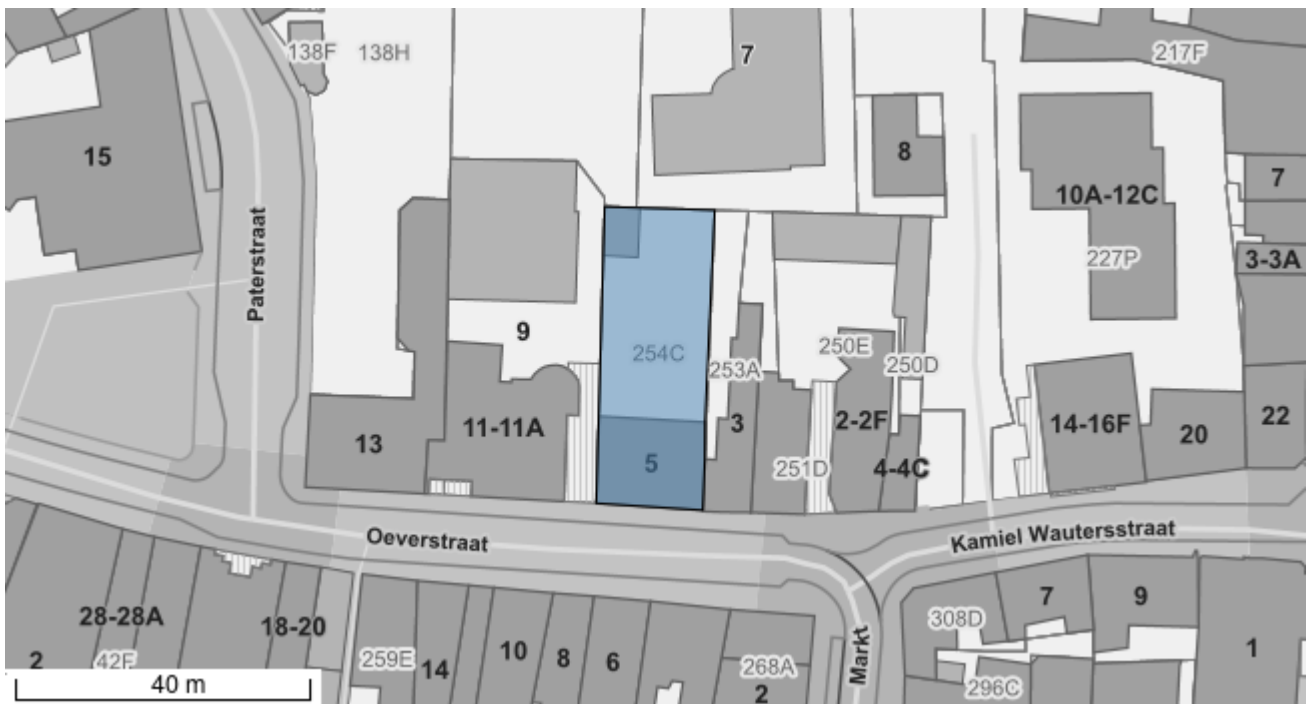 138F
138H
7
217F
15
8
10A-12C
7
Paterstraat
227P
3-3A
9
254C
253A
250E
250D
13
11-11A
5
3
251D
2-2F
4-4C
14-16F
20
22
Oeverstraat
Kamiel Wautersstraat
28-28A
18-20
2
42F
259E
14
10
8
6
268A
2
Markt
308D
7
9
1
296C
40 m